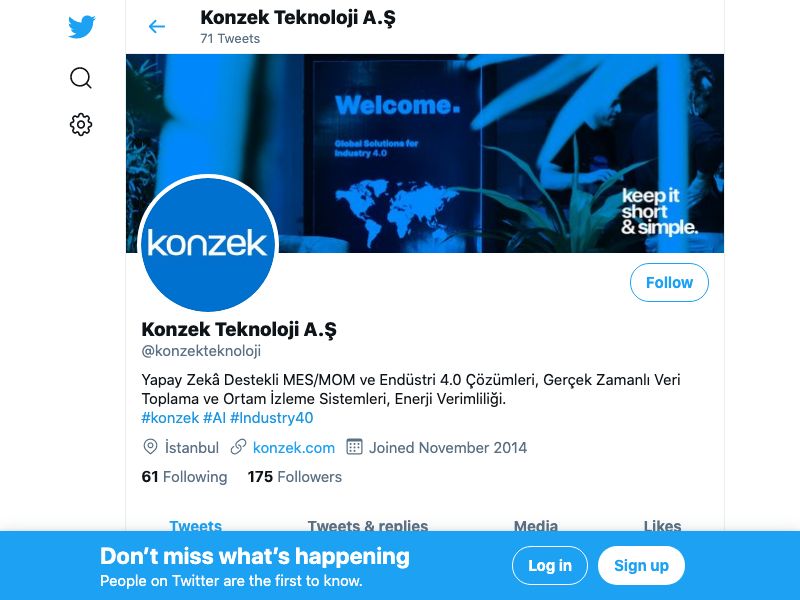 Konzek Teknoloji A.Ş
71 Tweets
Welcome.
Global Solutions for
Industry 4.0
keep it
short
& simple.
konzek
Follow
Konzek Teknoloji A.Ş
@konzekteknoloji
Yapay Zekâ Destekli MES/MOM ve Endüstri 4.0 Çözümleri, Gerçek Zamanlı Veri
Toplama ve Ortam İzleme Sistemleri, Enerji Verimliliği.
#konzek #AI #Industry40
İstanbul konzek.com Joined November 2014
61 Following 175 Followers
Tweets Tweets & replies Media Likes
Don’t miss what’s happening
People on Twitter are the first to know.
Log in Sign up